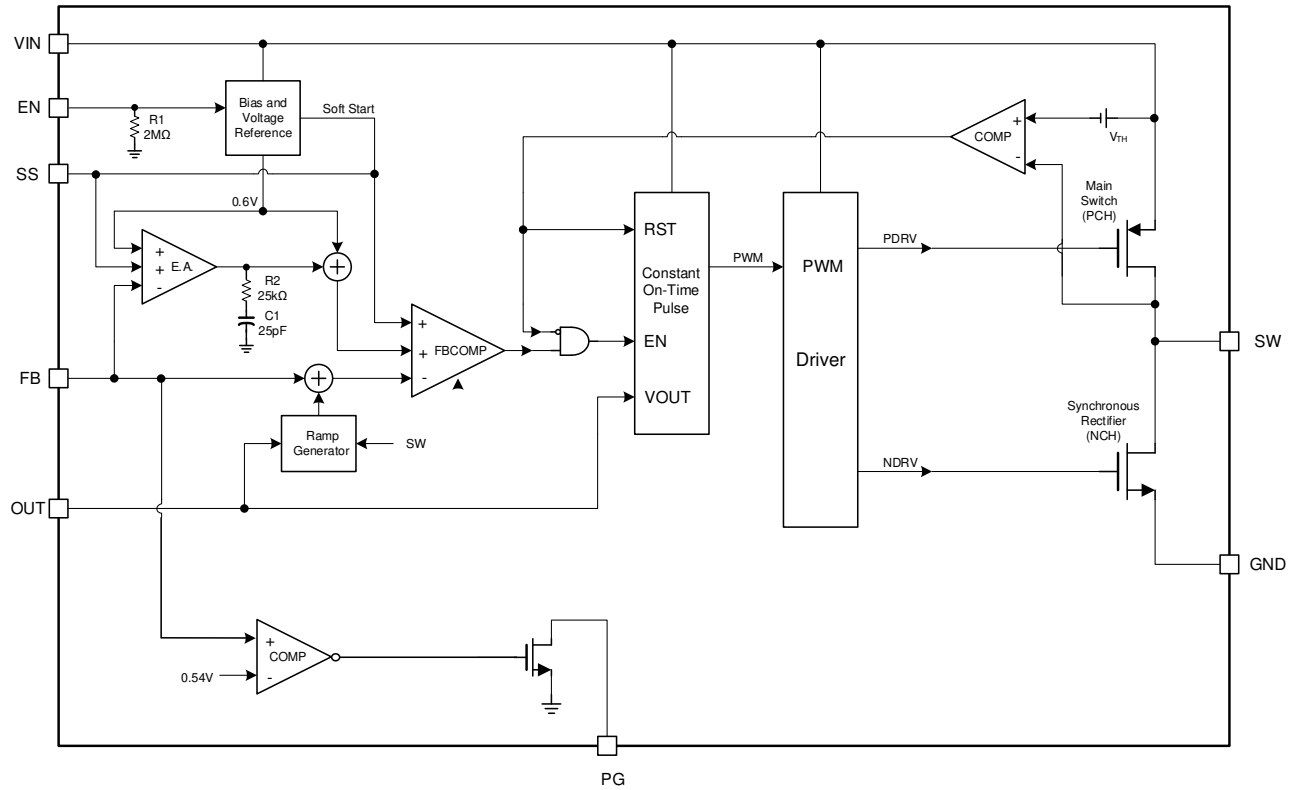 VIN
EN
R1
2MΩ
Bias and
Voltage
Reference
Soft Start
SS
0.6V
+
+
-
E.A.
R2
25kΩ
C1
25pF
+
+
+
-
FBCOMP
FB
+
Ramp
Generator
SW
OUT
RST
Constant
On-Time
Pulse
EN
VOUT
PWM
PWM
Driver
PDRV
NDRV
+
-
COMP
VTH
Main
Switch
(PCH)
SW
Synchronous
Rectifier
(NCH)
GND
+
COMP
-
0.54V
PG